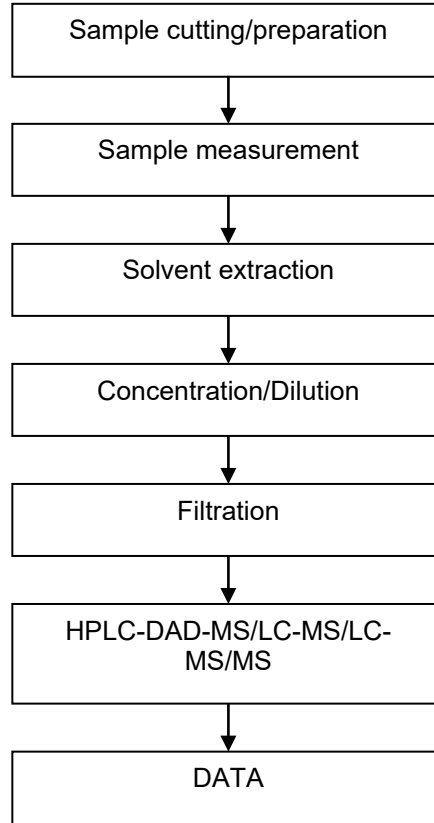 Sample cutting/preparation
Sample measurement
Solvent extraction
Concentration/Dilution
Filtration
HPLC-DAD-MS/LC-MS/LC-
MS/MS
DATA